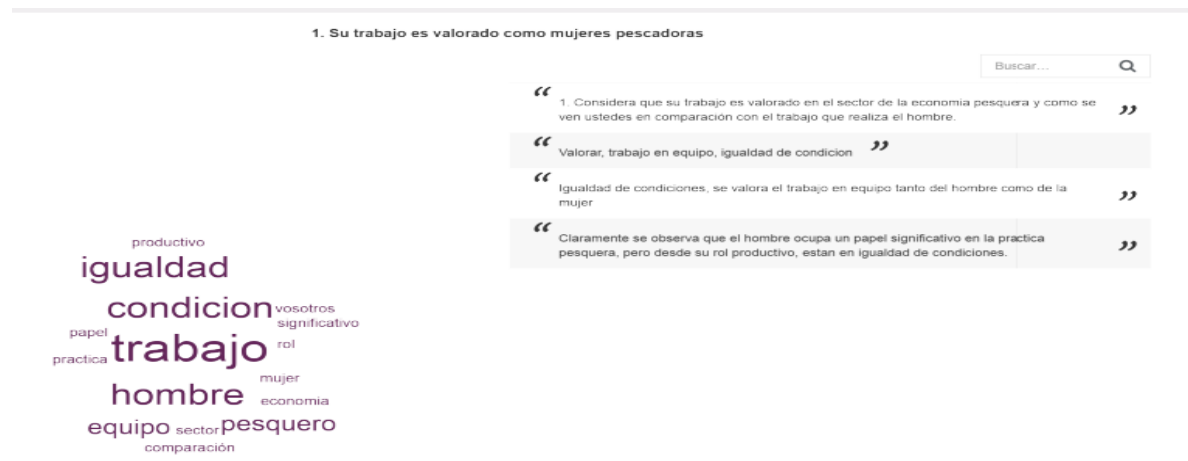 1. Su trabajo es valorado como mujeres pescadoras
Buscar...
“ 1. Considera que su trabajo es valorado en el sector de la economia pesquera y como se
ven ustedes en comparación con el trabajo que realiza el hombre. ”
“ Valorar, trabajo en equipo, igualdad de condicion ”
“ Igualdad de condiciones, se valora el trabajo en equipo tanto del hombre como de la
mujer ”
“ Claramente se observa que el hombre ocupa un papel significativo en la practica
pesquera, pero desde su rol productivo, estan en igualdad de condiciones. ”
productivo
igualdad
condicion vosotros
significativo
papel
practica trabajo rol
mujer
hombre economia
equipo sector pesquero
comparación